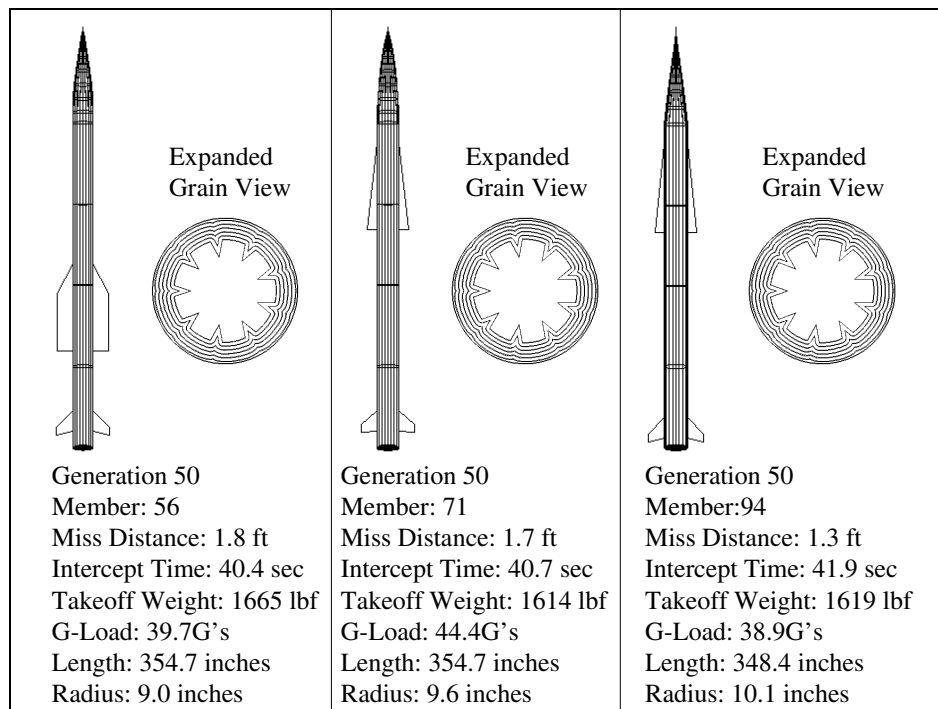 Expanded
Grain View
Generation 50
Member: 56
Miss Distance: 1.8 ft
Intercept Time: 40.4 sec
Takeoff Weight: 1665 lbf
G-Load: 39.7G's
Length: 354.7 inches
Radius: 9.0 inches
Expanded
Grain View
Generation 50
Member: 71
Miss Distance: 1.7 ft
Intercept Time: 40.7 sec
Takeoff Weight: 1614 lbf
G-Load: 44.4G's
Length: 354.7 inches
Radius: 9.6 inches
Expanded
Grain View
Generation 50
Member:94
Miss Distance: 1.3 ft
Intercept Time: 41.9 sec
Takeoff Weight: 1619 lbf
G-Load: 38.9G's
Length: 348.4 inches
Radius: 10.1 inches